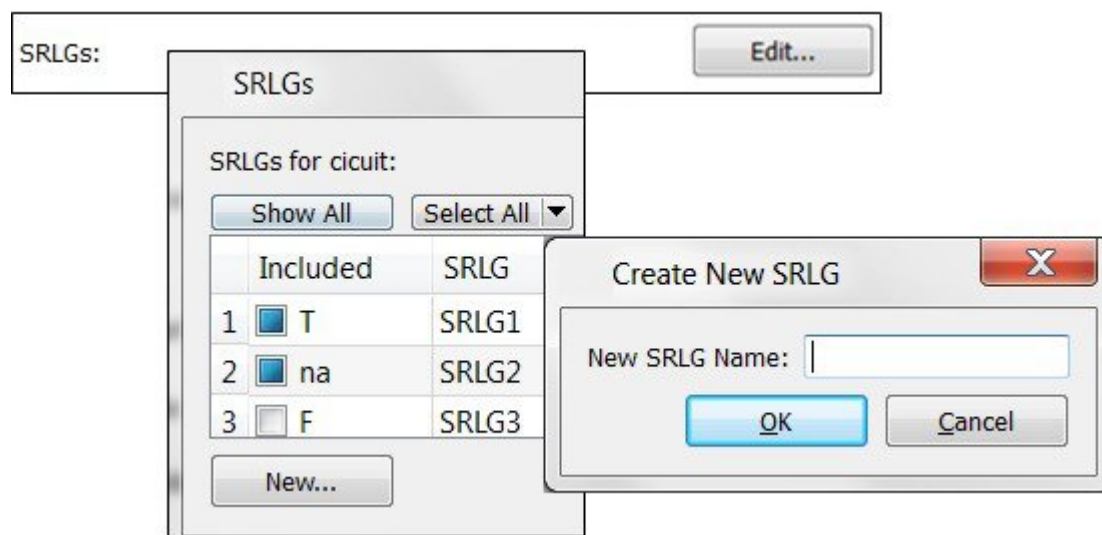 SRLGs:
Edit...
SRLGs
SRLGs for cicuit:
Show All
Select All
Included SRLG
1 T SRLG1
2 na SRLG2
3 F SRLG3
New...
Create New SRLG
New SRLG Name:
OK
Cancel